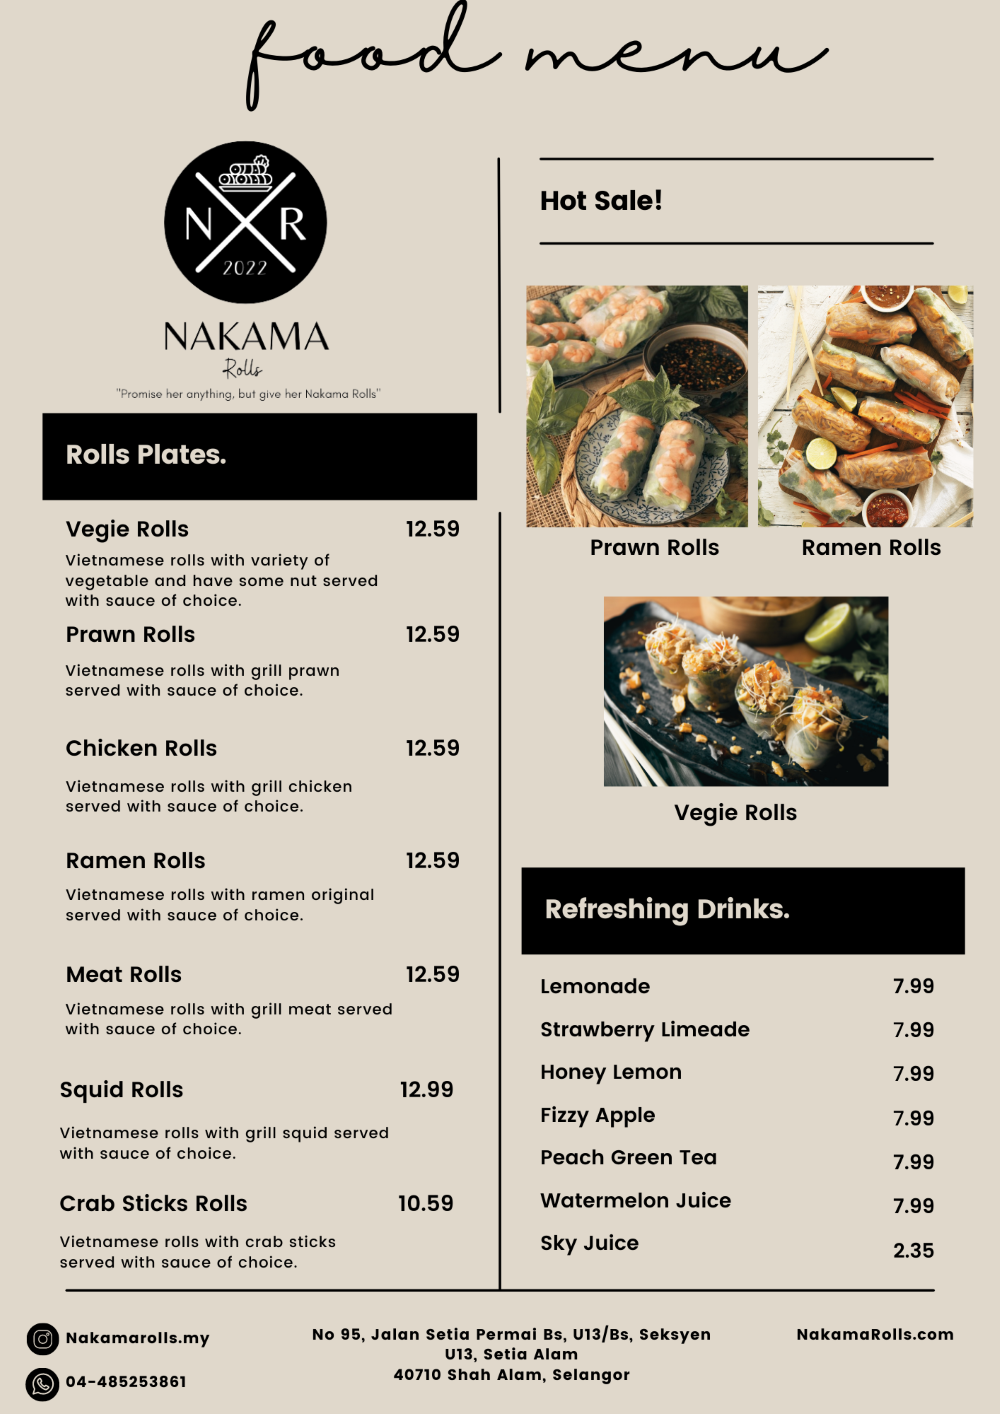 food menu
N R
2022
NAKAMA
Rolls
"Promise her anything, but give her Nakama Rolls"
Rolls Plates.
Vegie Rolls 12.59
Vietnamese rolls with variety of
vegetable and have some nut served
with sauce of choice.
Prawn Rolls 12.59
Vietnamese rolls with grill prawn
served with sauce of choice.
Chicken Rolls 12.59
Vietnamese rolls with grill chicken
served with sauce of choice.
Ramen Rolls 12.59
Vietnamese rolls with ramen original
served with sauce of choice.
Meat Rolls 12.59
Vietnamese rolls with grill meat served
with sauce of choice.
Squid Rolls 12.99
Vietnamese rolls with grill squid served
with sauce of choice.
Crab Sticks Rolls 10.59
Vietnamese rolls with crab sticks
served with sauce of choice.
Hot Sale!
Prawn Rolls
Ramen Rolls
Vegie Rolls
Refreshing Drinks.
Lemonade 7.99
Strawberry Limeade 7.99
Honey Lemon 7.99
Fizzy Apple 7.99
Peach Green Tea 7.99
Watermelon Juice 7.99
Sky Juice 2.35
Nakamarolls.my
04-485253861
No 95, Jalan Setia Permai Bs, U13/Bs, Seksyen
U13, Setia Alam
40710 Shah Alam, Selangor
NakamaRolls.com